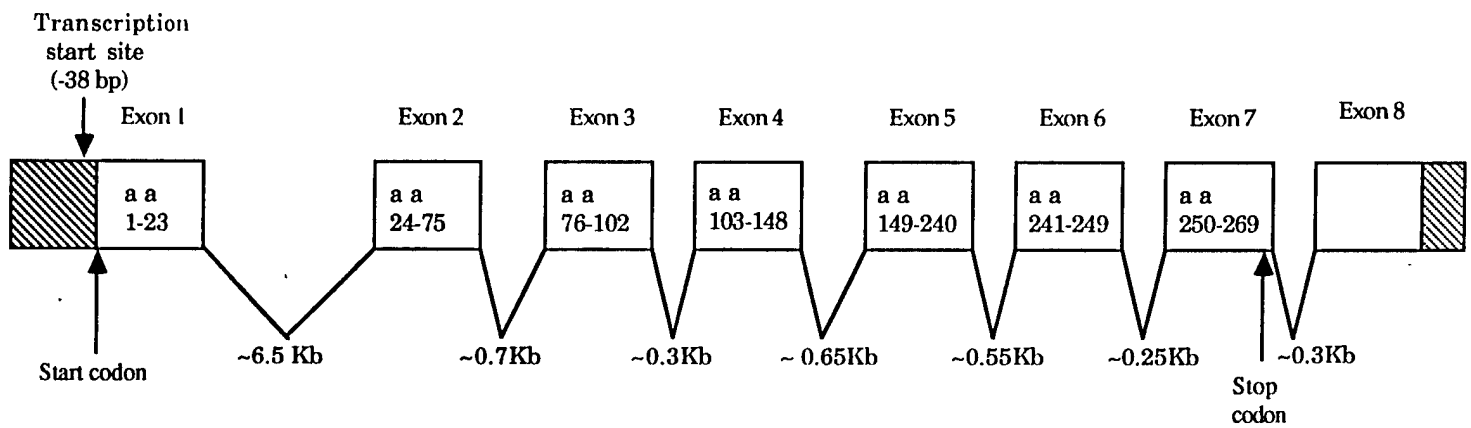 Transcription
start site
(-38 bp)
Exon 1
Exon 2
Exon 3
Exon 4
Exon 5
Exon 6
Exon 7
Exon 8
a a
1-23
a a
24-75
a a
76-102
a a
103-148
a a
149-240
a a
241-249
a a
250-269
~6.5 Kb
~0.7Kb
~0.3Kb
~ 0.65Kb
~0.55Kb
~0.25Kb
~0.3Kb
Start codon
Stop
codon